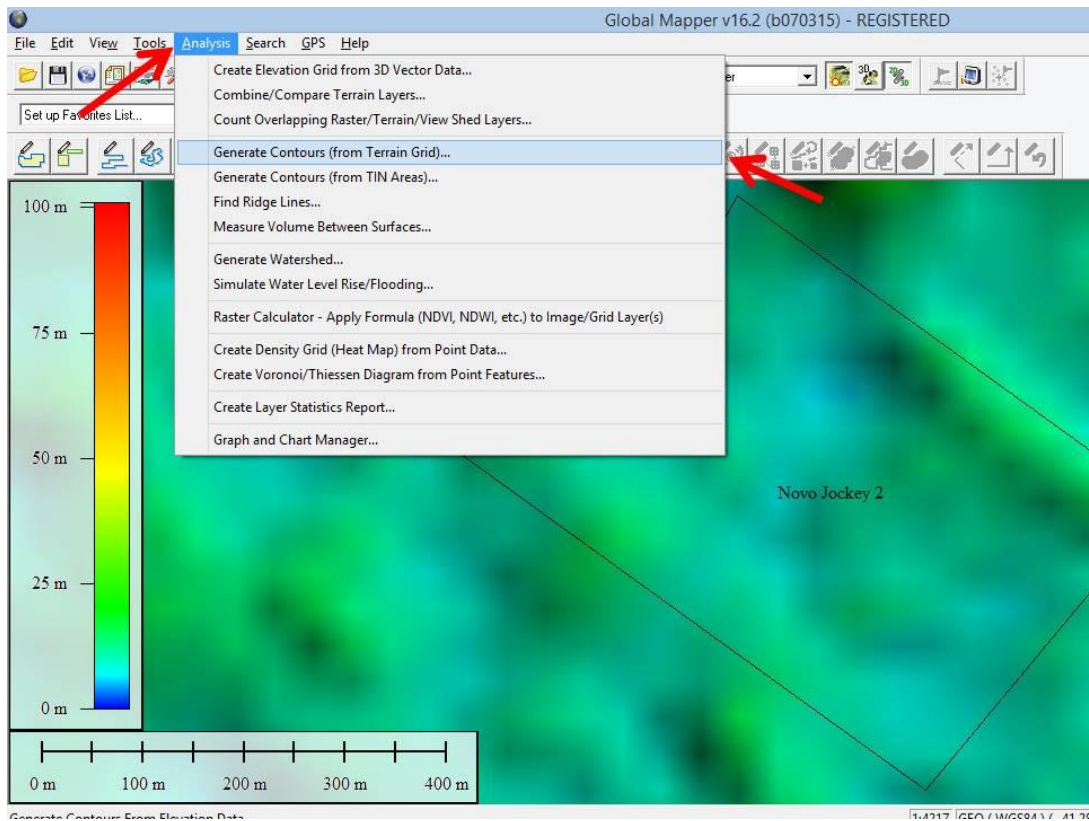 Global Mapper v16.2 (b070315) - REGISTERED
File Edit View Tools Analysis Search GPS Help
Create Elevation Grid from 3D Vector Data...
Combine/Compare Terrain Layers...
Set up Favorites List...
Count Overlapping Raster/Terrain/View Shed Layers...
Generate Contours (from Terrain Grid)...
Generate Contours (from TIN Areas)...
Find Ridge Lines...
Measure Volume Between Surfaces...
Generate Watershed...
Simulate Water Level Rise/Flooding...
Raster Calculator - Apply Formula (NDVI, NDWI, etc.) to Image/Grid Layer(s)
Create Density Grid (Heat Map) from Point Data...
Create Voronoi/Thiessen Diagram from Point Features...
Create Layer Statistics Report...
Graph and Chart Manager...
100 m
75 m
50 m
25 m
0 m
Novo Jockey 2
0 m 100 m 200 m 300 m 400 m
Generate Contours From Elevation Data
1:4217 GEO ( WGS84 ) (